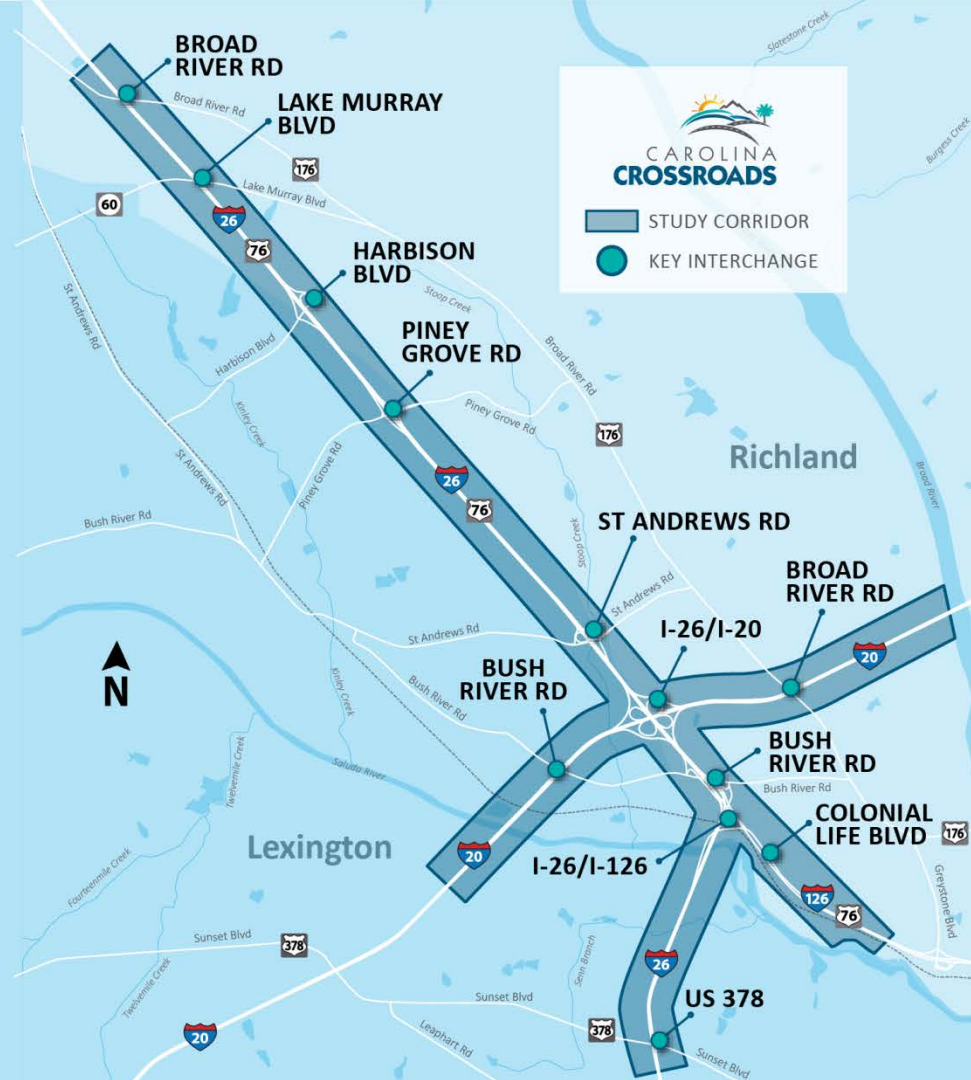 BROAD
RIVER RD
Slatestone Creek
LAKE MURRAY
BLVD
Broad River Rd
CAROLINA
CROSSROADS
STUDY CORRIDOR
KEY INTERCHANGE
Burgess Creek
176
Lake Murray Blvd
60
26
76
HARBISON
BLVD
St Andrews Rd
Stoop Creek
Harbison Blvd
PINEY
GROVE RD
Broad River Rd
Kinley Creek
Piney Grove Rd
176
Richland
St Andrews Rd
Piney Grove Rd
26
Broad River
76
Bush River Rd
ST ANDREWS RD
Stoop Creek
BROAD
RIVER RD
St Andrews Rd
I-26/I-20
St Andrews Rd
20
N
BUSH
RIVER RD
Kinley Creek
Bush River Rd
BUSH
RIVER RD
Bush River Rd
Twelvemile Creek
Saluda River
COLONIAL
LIFE BLVD
176
Lexington
20
I-26/I-126
Fourteenmile Creek
126
76
Greystone Blvd
Sunset Blvd
378
Senn Branch
26
Twelvemile Creek
Sunset Blvd
US 378
20
Leaphart Rd
378
Sunset Blvd